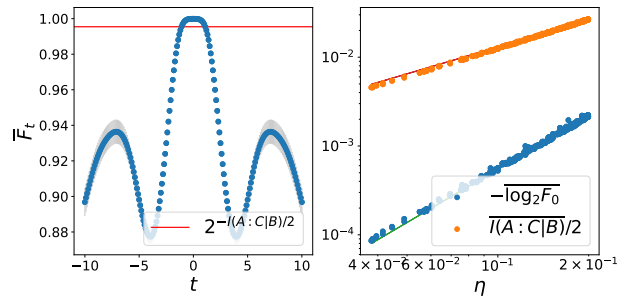 1.00
0.98
0.96
0.94
0.92
0.90
0.88
F̅_t
−10 −5 0 5 10
t
2^{−I(A : C|B)/2}
10^{−2}
10^{−3}
10^{−4}
−\overline{log_2 F_0}
\overline{I(A : C|B)}/2
4 × 10^{−2} 6 × 10^{−2} 10^{−1} 2 × 10^{−1}
η